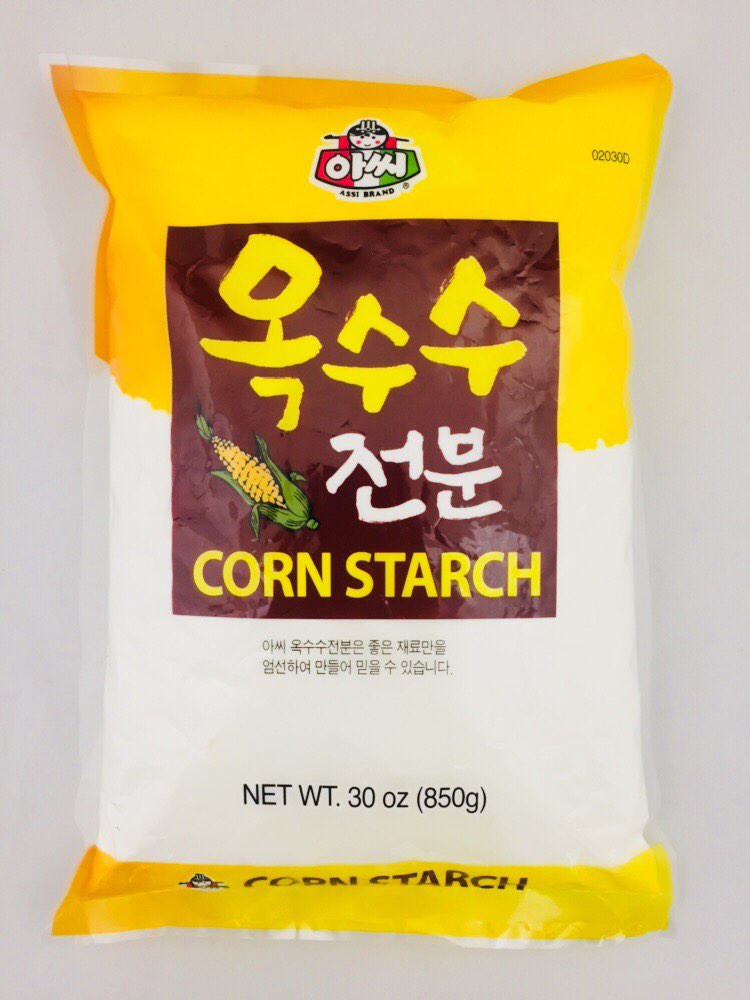 아씨
ASSI BRAND ®
02030D
옥수수
전분
CORN STARCH
아씨 옥수수전분은 좋은 재료만을
엄선하여 만들어 믿을 수 있습니다.
NET WT. 30 oz (850g)
CORN STARCH